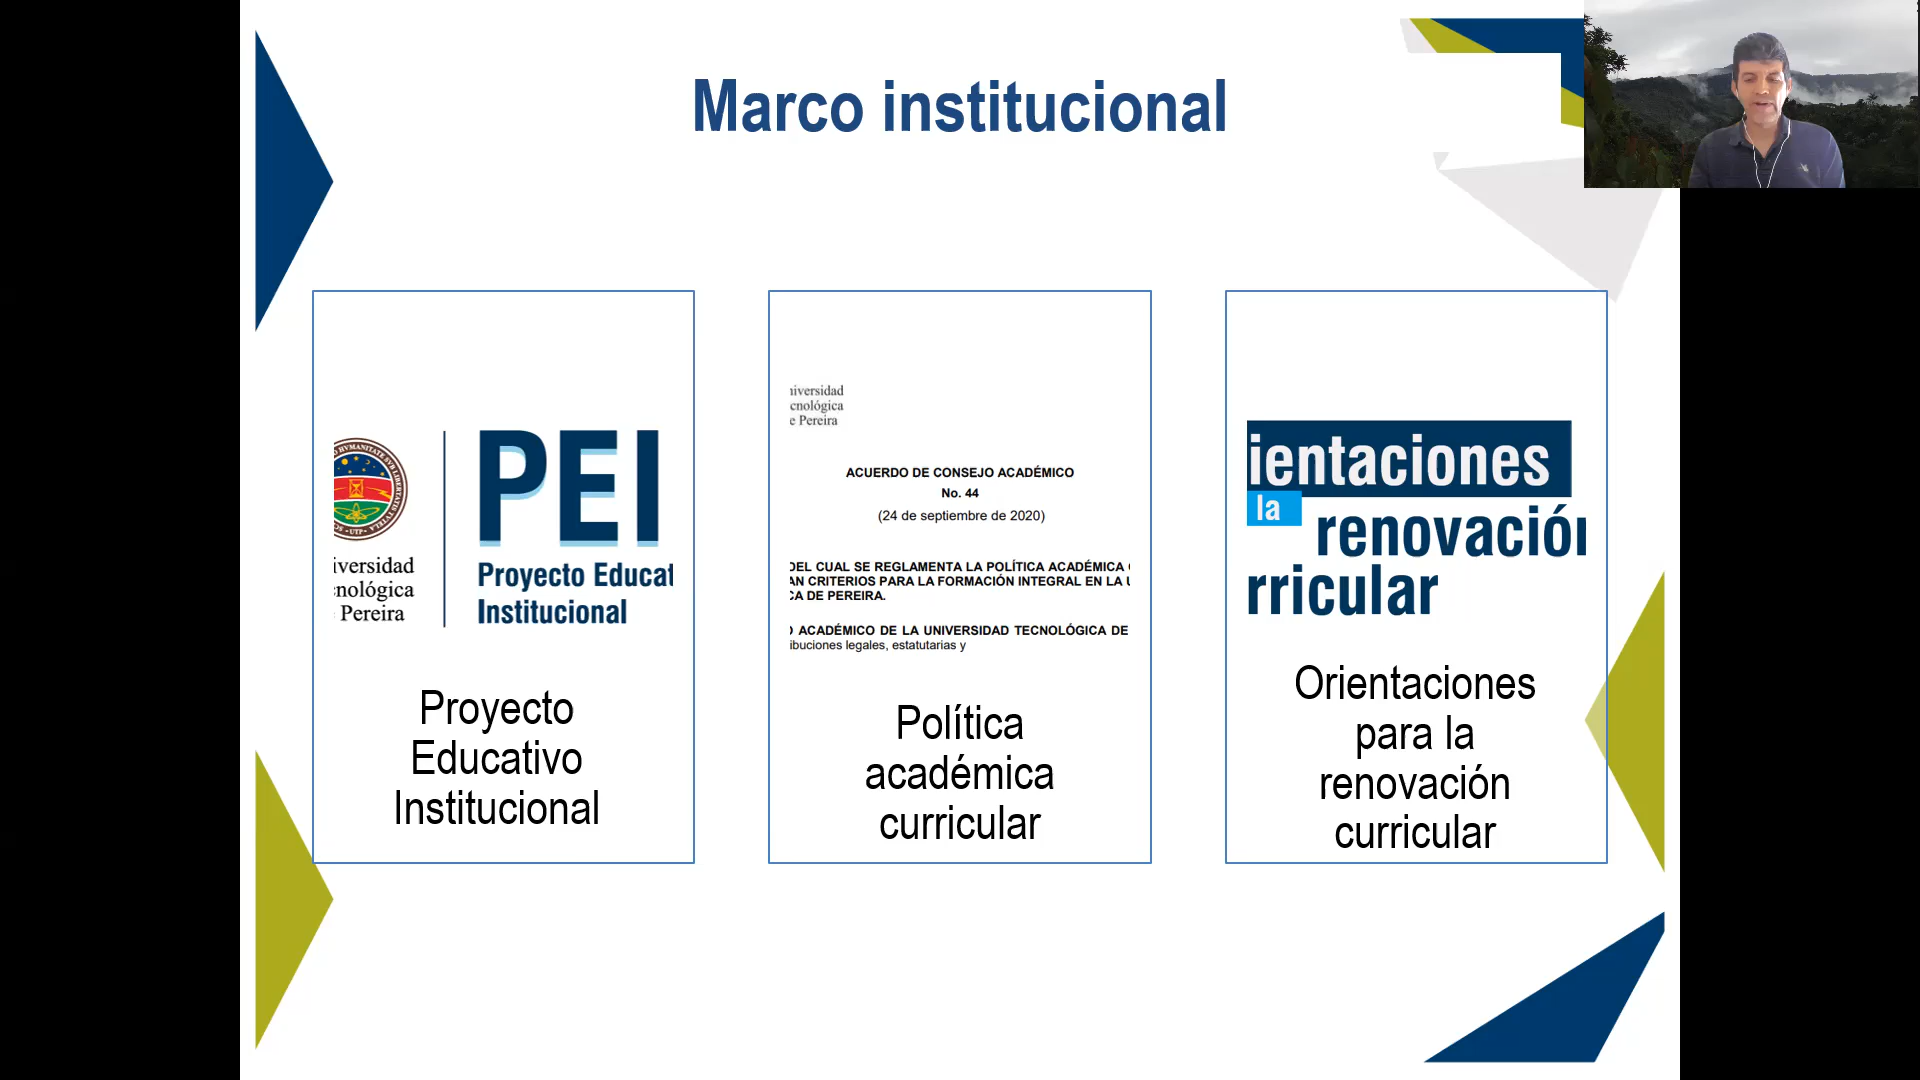 Marco institucional
iversidad
nológica
Pereira
PEI
Proyecto Educat
Institucional
Proyecto
Educativo
Institucional
niversidad
cnológica
e Pereira
ACUERDO DE CONSEJO ACADÉMICO
No. 44
(24 de septiembre de 2020)
DEL CUAL SE REGLAMENTA LA POLÍTICA ACADÉMICA
AN CRITERIOS PARA LA FORMACIÓN INTEGRAL EN LA
CA DE PEREIRA.
ACADÉMICO DE LA UNIVERSIDAD TECNOLÓGICA DE
ibuciones legales, estatutarias y
Política
académica
curricular
ientaciones
la
renovación
rricular
Orientaciones
para la
renovación
curricular